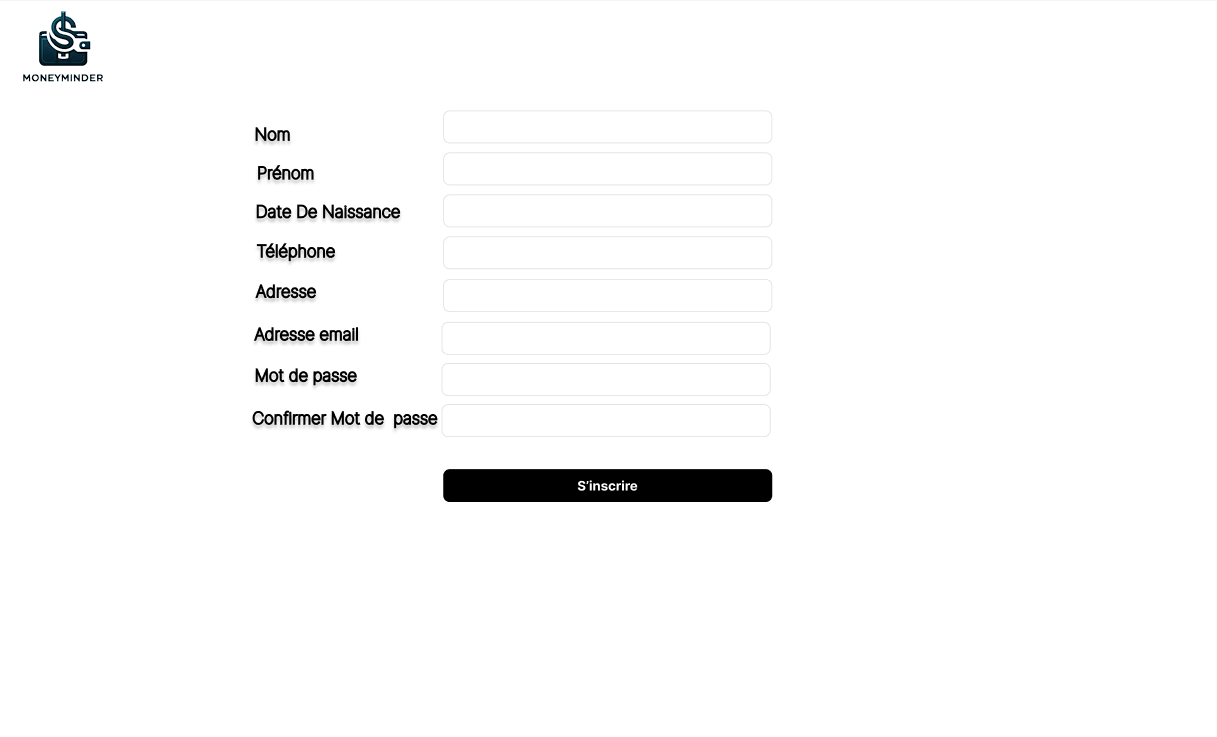 MONEYMINDER
Nom
Prénom
Date De Naissance
Téléphone
Adresse
Adresse email
Mot de passe
Confirmer Mot de  passe
S'inscrire